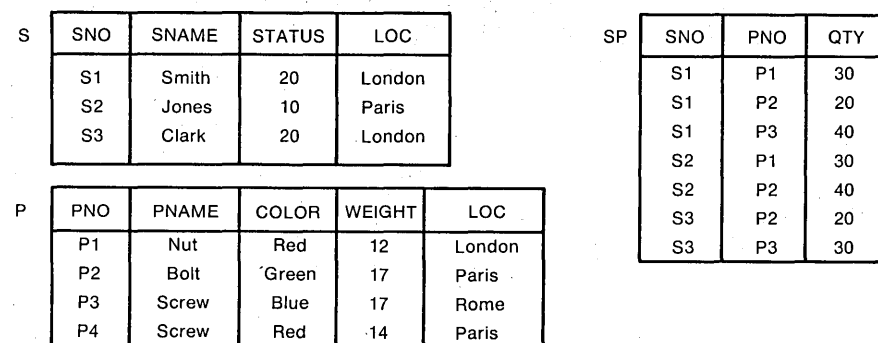 S SNO SNAME STATUS LOC
S1 Smith 20 London
S2 Jones 10 Paris
S3 Clark 20 London
P PNO PNAME COLOR WEIGHT LOC
P1 Nut Red 12 London
P2 Bolt Green 17 Paris
P3 Screw Blue 17 Rome
P4 Screw Red 14 Paris
SP SNO PNO QTY
S1 P1 30
S1 P2 20
S1 P3 40
S2 P1 30
S2 P2 40
S3 P2 20
S3 P3 30